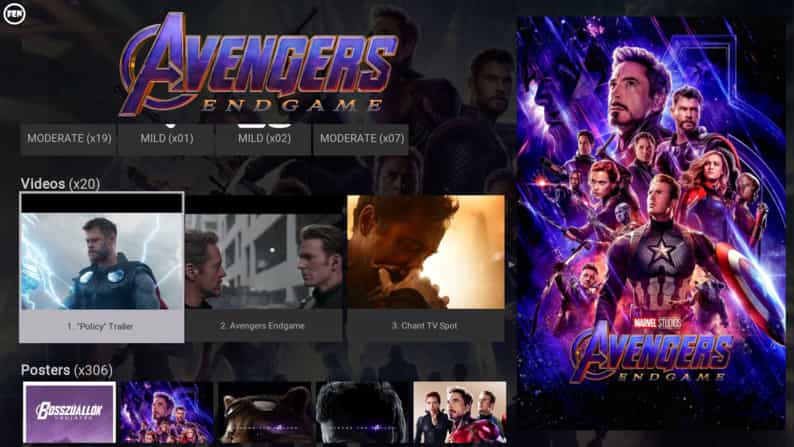 FEN
AVENGERS
ENDGAME
MODERATE (x19)
MILD (x01)
MILD (x02)
MODERATE (x07)
Videos (x20)
1. "Policy" Trailer
2. Avengers Endgame
3. Chant TV Spot
Posters (x306)
BOSSZÚÁLLÓK
VÉGJÁTÉK
MARVEL STUDIOS
AVENGERS
ENDGAME